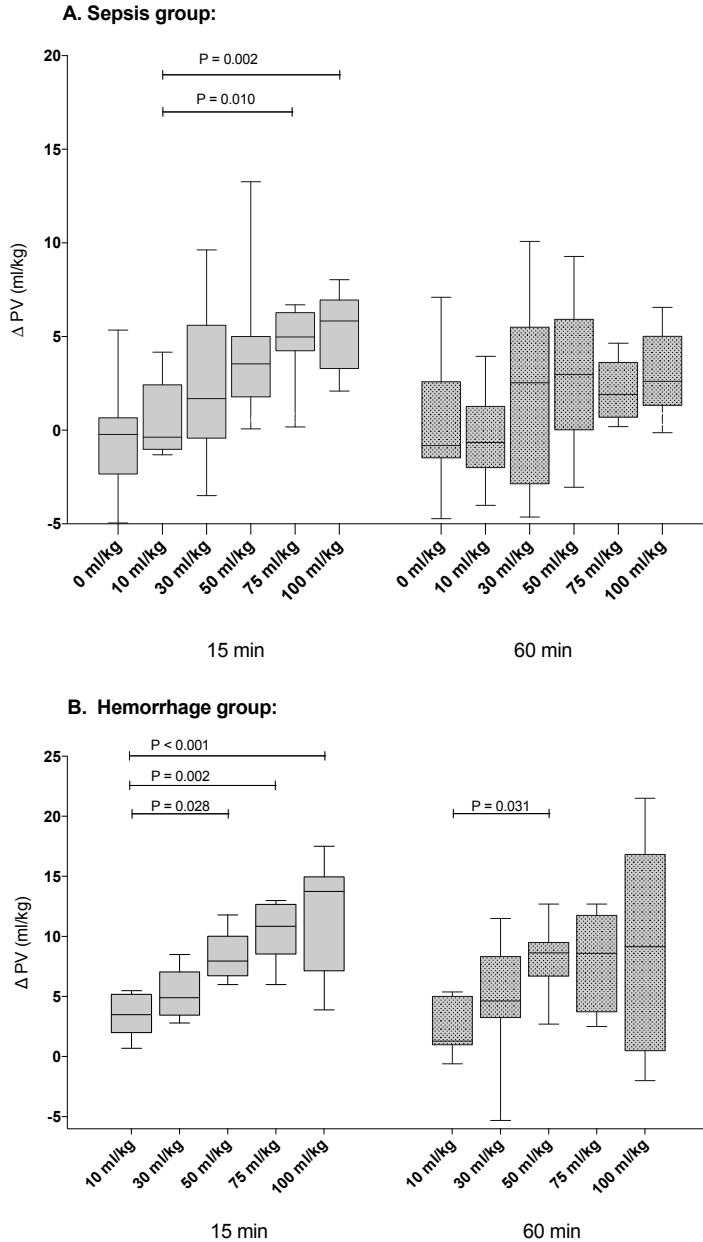 A. Sepsis group:
20
15
10
5
0
-5
Δ PV (ml/kg)
P = 0.002
P = 0.010
0 ml/kg
10 ml/kg
30 ml/kg
50 ml/kg
75 ml/kg
100 ml/kg
0 ml/kg
10 ml/kg
30 ml/kg
50 ml/kg
75 ml/kg
100 ml/kg
15 min
60 min
B. Hemorrhage group:
25
20
15
10
5
0
-5
Δ PV (ml/kg)
P < 0.001
P = 0.002
P = 0.028
P = 0.031
10 ml/kg
30 ml/kg
50 ml/kg
75 ml/kg
100 ml/kg
10 ml/kg
30 ml/kg
50 ml/kg
75 ml/kg
100 ml/kg
15 min
60 min